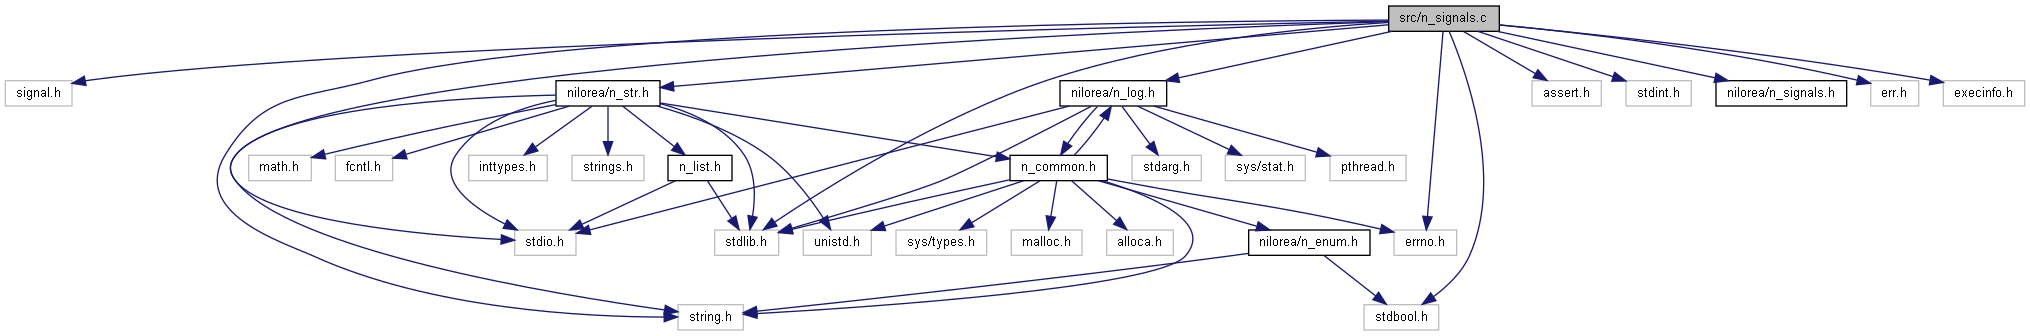 src/n_signals.c
signal.h
nilorea/n_str.h
nilorea/n_log.h
assert.h
stdint.h
nilorea/n_signals.h
err.h
execinfo.h
math.h
fcntl.h
inttypes.h
strings.h
n_list.h
n_common.h
stdarg.h
sys/stat.h
pthread.h
stdio.h
stdlib.h
unistd.h
sys/types.h
malloc.h
alloca.h
nilorea/n_enum.h
errno.h
string.h
stdbool.h